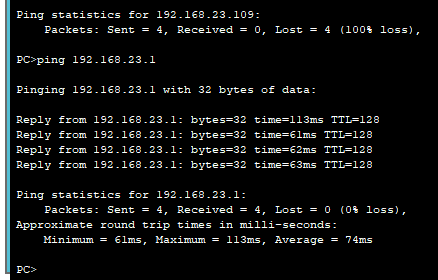 Ping statistics for 192.168.23.109:
    Packets: Sent = 4, Received = 0, Lost = 4 (100% loss),
PC>ping 192.168.23.1
Pinging 192.168.23.1 with 32 bytes of data:
Reply from 192.168.23.1: bytes=32 time=113ms TTL=128
Reply from 192.168.23.1: bytes=32 time=61ms TTL=128
Reply from 192.168.23.1: bytes=32 time=62ms TTL=128
Reply from 192.168.23.1: bytes=32 time=63ms TTL=128
Ping statistics for 192.168.23.1:
    Packets: Sent = 4, Received = 4, Lost = 0 (0% loss),
Approximate round trip times in milli-seconds:
    Minimum = 61ms, Maximum = 113ms, Average = 74ms
PC>